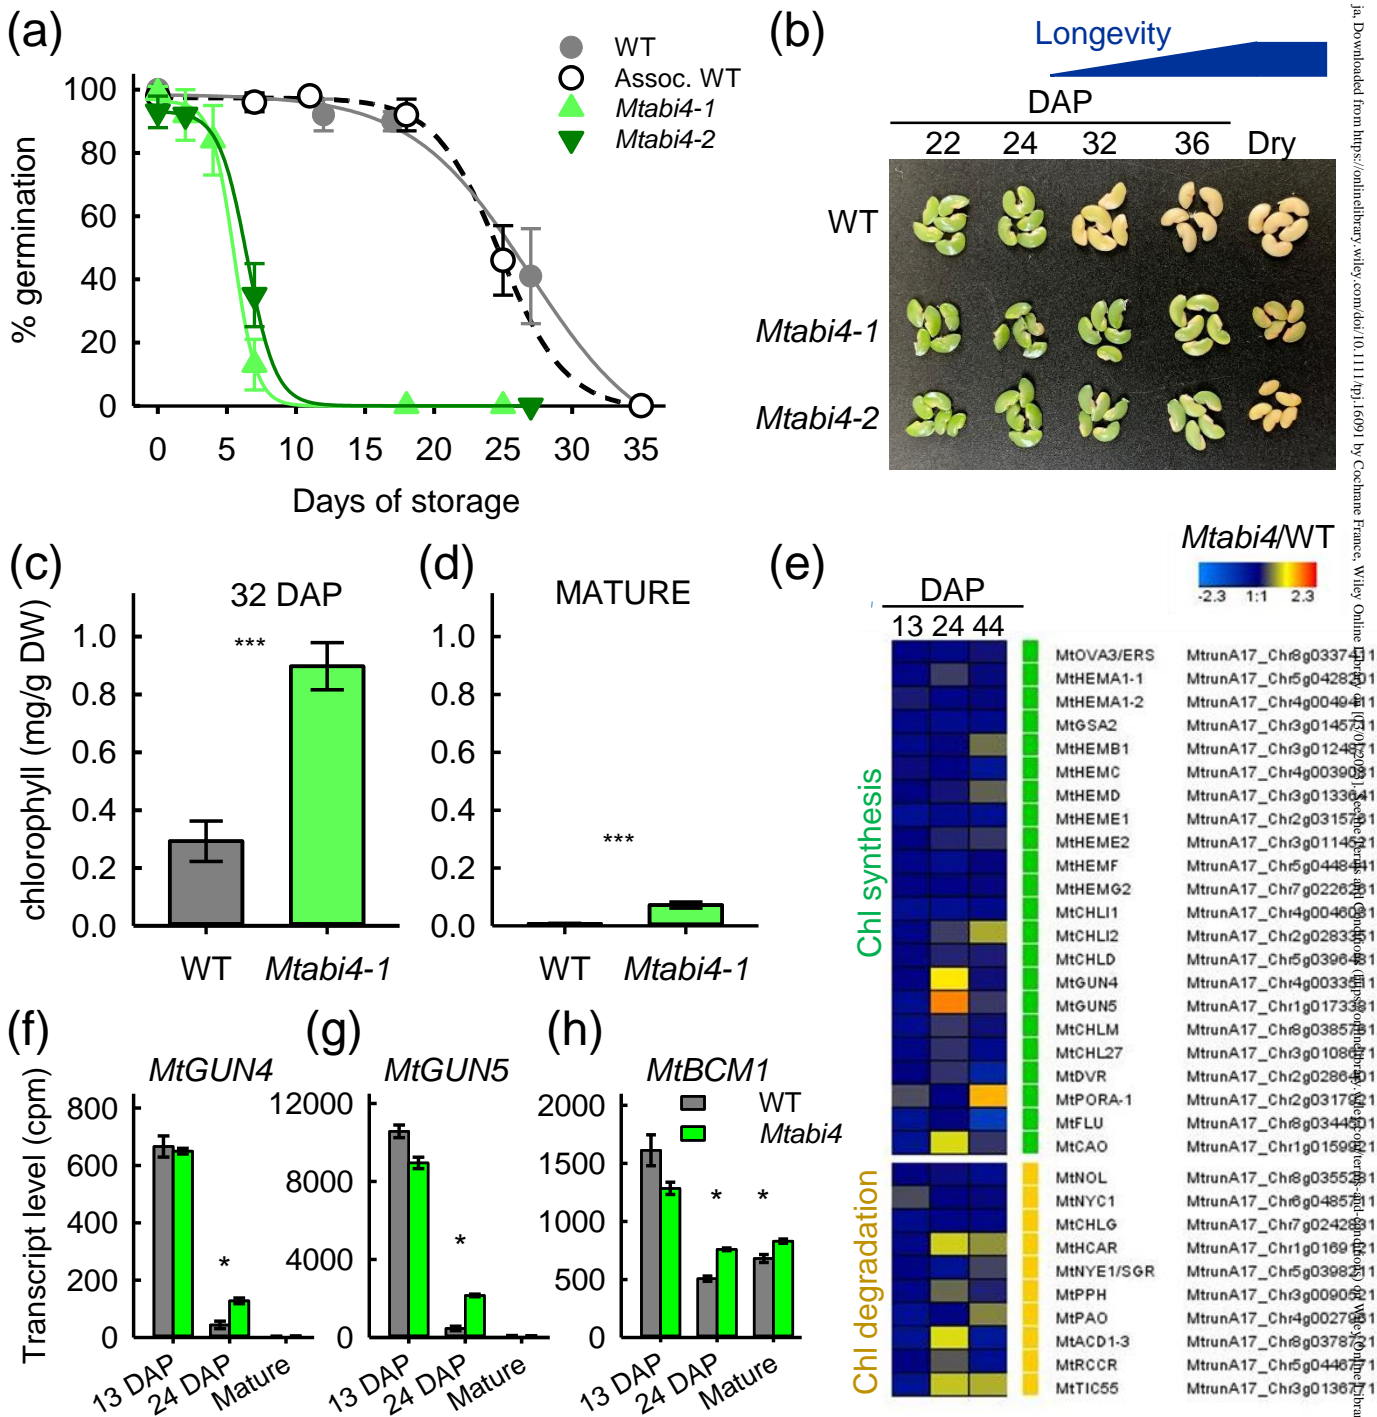 (a)
WT
Assoc. WT
Mtabi4-1
Mtabi4-2
% germination
100
80
60
40
20
0
0 5 10 15 20 25 30 35
Days of storage
(b)
Longevity
DAP
22 24 32 36 Dry
WT
Mtabi4-1
Mtabi4-2
(c)
32 DAP
chlorophyll (mg/g DW)
1.0
0.8
0.6
0.4
0.2
0.0
***
WT Mtabi4-1
(d)
MATURE
1.0
0.8
0.6
0.4
0.2
0.0
***
WT Mtabi4-1
(e)
Mtabi4/WT
-2.3 1:1 2.3
DAP
13 24 44
Chl synthesis
MtOVA3/ERS
MtHEMA1-1
MtHEMA1-2
MtGSA2
MtHEMB1
MtHEMC
MtHEMD
MtHEME1
MtHEME2
MtHEMF
MtHEMG2
MtCHLI1
MtCHLI2
MtCHLD
MtGUN4
MtGUN5
MtCHLM
MtCHL27
MtDVR
MtPORA-1
MtFLU
MtCAO
Chl degradation
MtNOL
MtNYC1
MtCHLG
MtHCAR
MtNYE1/SGR
MtPPH
MtPAO
MtACD1-3
MtRCCR
MtTIC55
(f)
MtGUN4
Transcript level (cpm)
800
600
400
200
0
*
13 DAP
24 DAP
Mature
(g)
MtGUN5
12000
8000
4000
0
*
13 DAP
24 DAP
Mature
(h)
MtBCM1
WT
Mtabi4
2000
1500
1000
500
0
* *
13 DAP
24 DAP
Mature